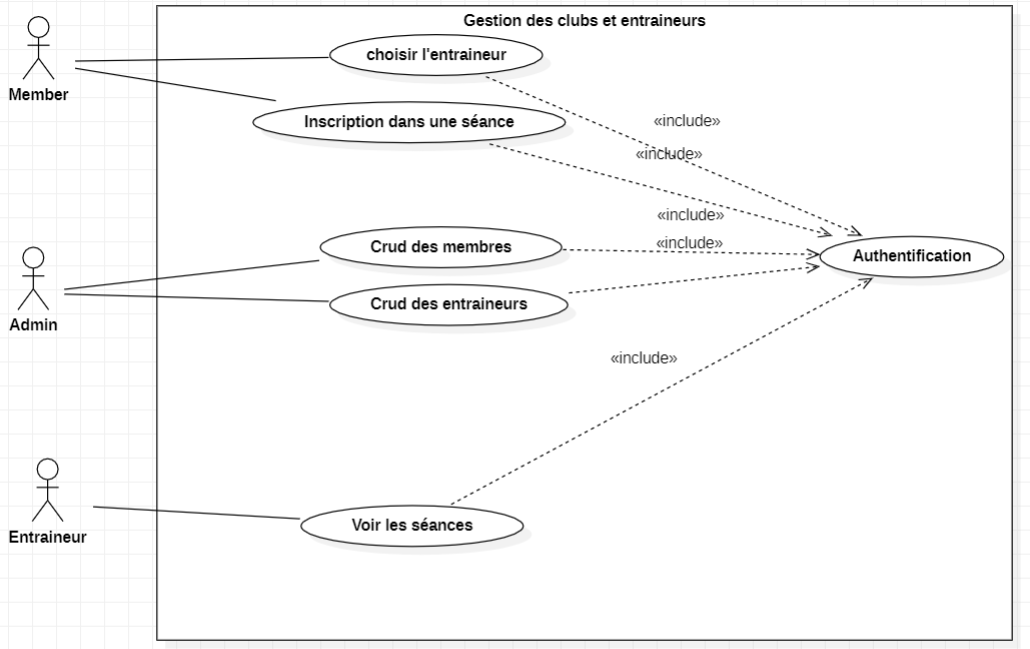 Gestion des clubs et entraineurs
Member
choisir l'entraineur
Inscription dans une séance
«include»
«include»
«include»
«include»
Admin
Crud des membres
Crud des entraineurs
Authentification
«include»
Entraineur
Voir les séances